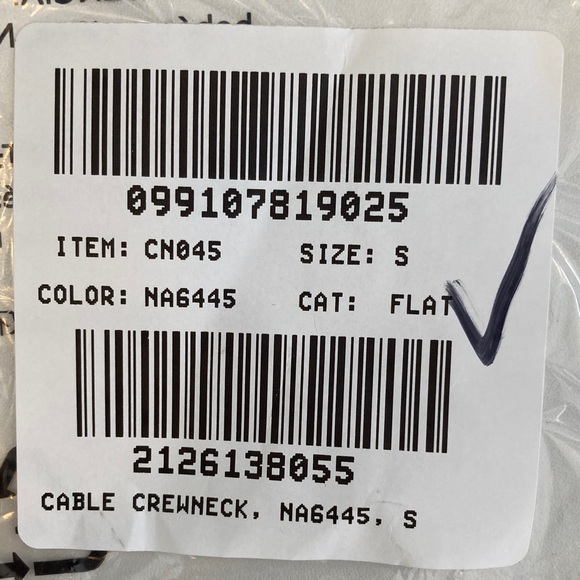 099107819025
ITEM: CN045 SIZE: S
COLOR: NA6445 CAT: FLAT
2126138055
CABLE CREWNECK, NA6445, S